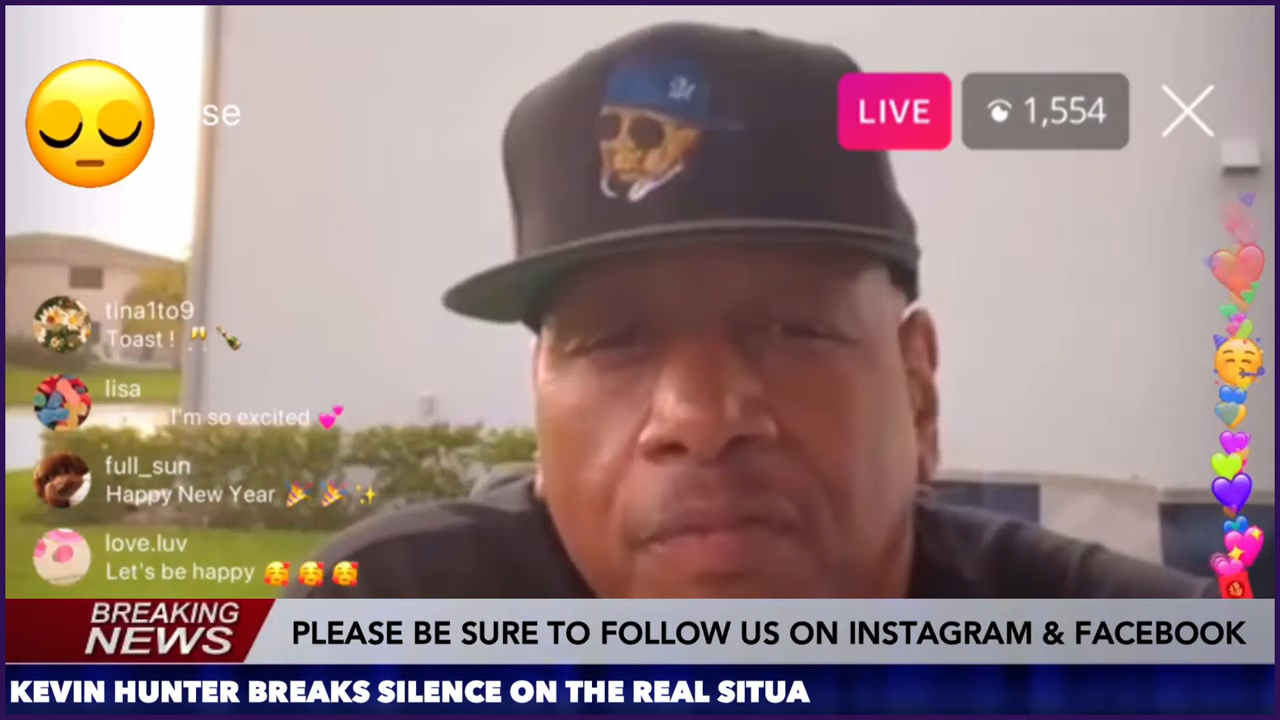 se
LIVE
1,554
tina1to9
Toast !
lisa
I'm so excited
full_sun
Happy New Year
love.luv
Let's be happy
BREAKING
NEWS
PLEASE BE SURE TO FOLLOW US ON INSTAGRAM & FACEBOOK
KEVIN HUNTER BREAKS SILENCE ON THE REAL SITUA